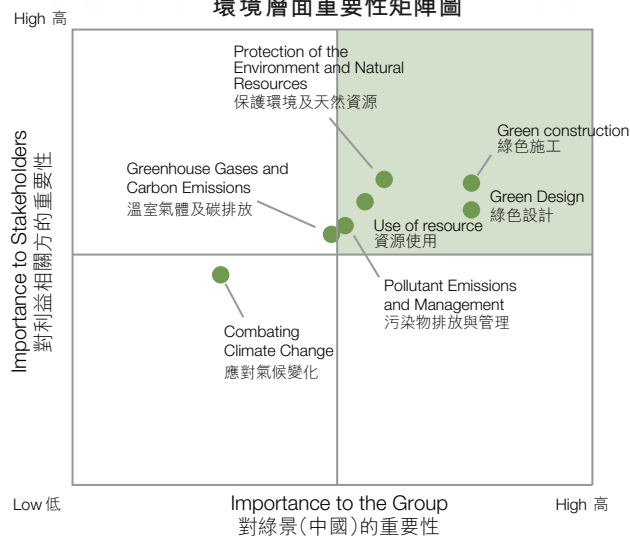 環境層面重要性矩陣圖
High 高
Protection of the
Environment and Natural
Resources
保護環境及天然資源
Green construction
綠色施工
Greenhouse Gases and
Carbon Emissions
溫室氣體及碳排放
Green Design
綠色設計
Use of resource
資源使用
Importance to Stakeholders
對利益相關方的重要性
Pollutant Emissions
and Management
污染物排放與管理
Combating
Climate Change
應對氣候變化
Low 低
Importance to the Group
對綠景(中國)的重要性
High 高